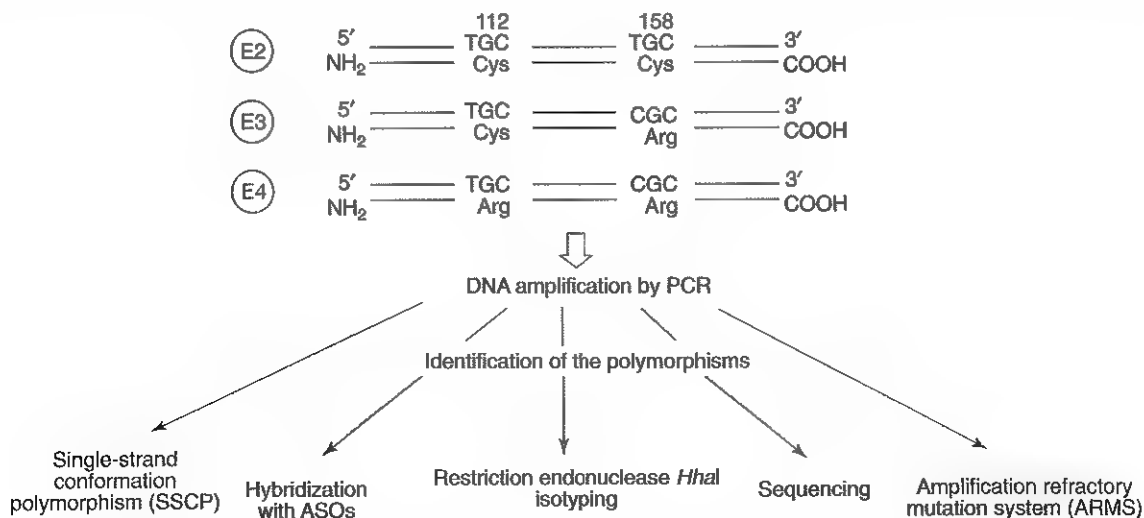 112 158
E2 5′ TGC TGC 3′
NH₂ Cys Cys COOH
E3 5′ TGC CGC 3′
NH₂ Cys Arg COOH
E4 5′ TGC CGC 3′
NH₂ Arg Arg COOH
DNA amplification by PCR
Identification of the polymorphisms
Single-strand
conformation
polymorphism (SSCP)
Hybridization
with ASOs
Restriction endonuclease HhaI
isotyping
Sequencing
Amplification refractory
mutation system (ARMS)